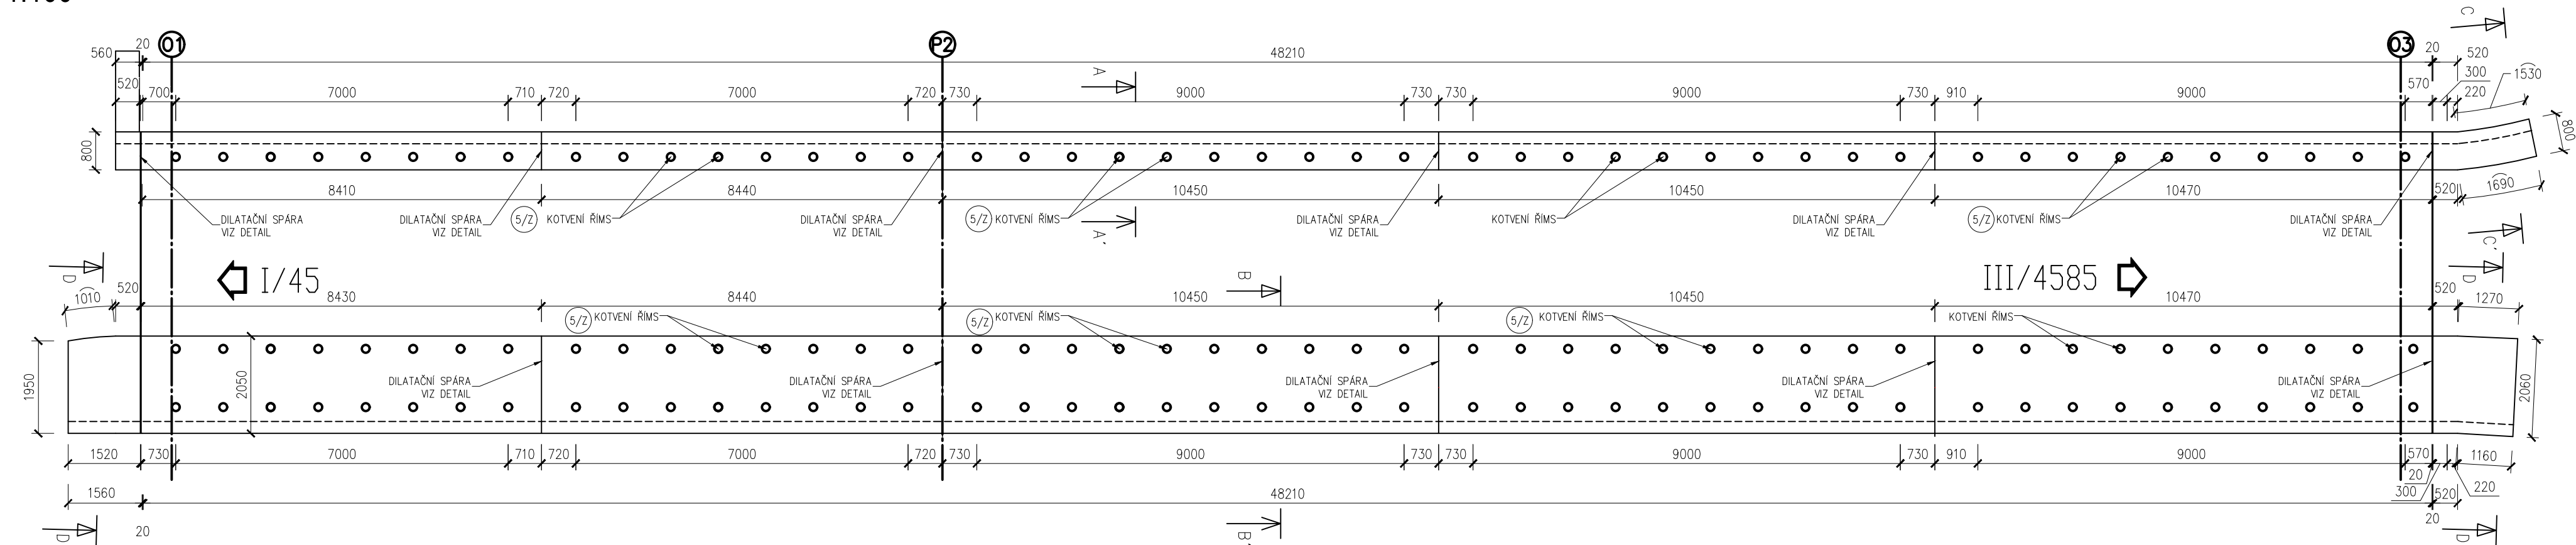 560
20
O1
P2
48210
O3
20
520
C
520
700
7000
710
720
7000
720
730
9000
730
730
9000
730
910
9000
570
300
220
1530
A
800
800
8410
8440
10450
10450
10470
520
1690
DILATAČNÍ SPÁRA
VIZ DETAIL
DILATAČNÍ SPÁRA
VIZ DETAIL
5/Z KOTVENÍ ŘÍMS
DILATAČNÍ SPÁRA
VIZ DETAIL
5/Z KOTVENÍ ŘÍMS
A'
DILATAČNÍ SPÁRA
VIZ DETAIL
KOTVENÍ ŘÍMS
DILATAČNÍ SPÁRA
VIZ DETAIL
5/Z KOTVENÍ ŘÍMS
DILATAČNÍ SPÁRA
VIZ DETAIL
C'
D
I/45
B
III/4585
D
1010
520
8430
8440
10450
10450
10470
520
1270
5/Z KOTVENÍ ŘÍMS
5/Z KOTVENÍ ŘÍMS
5/Z KOTVENÍ ŘÍMS
KOTVENÍ ŘÍMS
1950
2050
DILATAČNÍ SPÁRA
VIZ DETAIL
DILATAČNÍ SPÁRA
VIZ DETAIL
DILATAČNÍ SPÁRA
VIZ DETAIL
DILATAČNÍ SPÁRA
VIZ DETAIL
DILATAČNÍ SPÁRA
VIZ DETAIL
2060
1520
730
7000
710
720
7000
720
730
9000
730
730
9000
730
910
9000
570
1160
20
300
220
1560
48210
520
20
20
D
B'
D